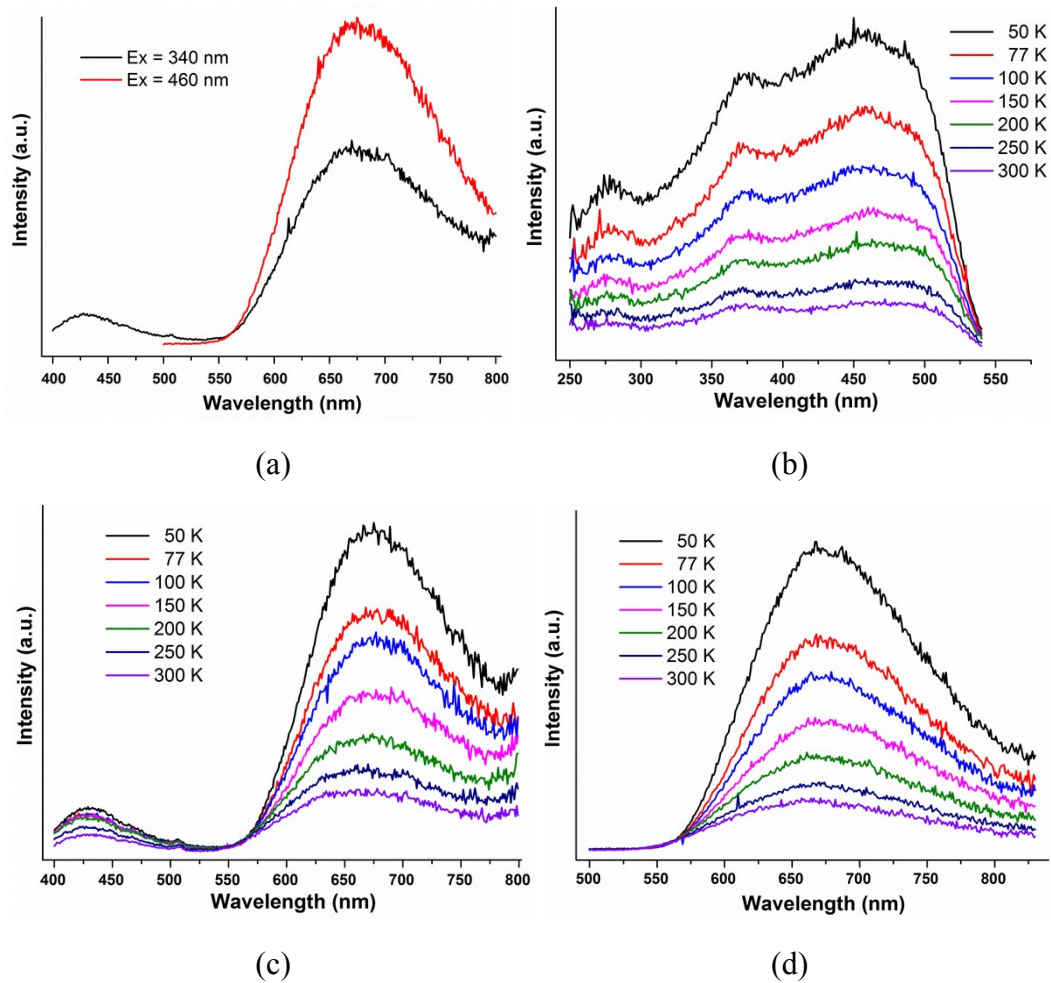 Ex = 340 nm
Ex = 460 nm
Intensity (a.u.)
400 450 500 550 600 650 700 750 800
Wavelength (nm)
(a)
50 K
77 K
100 K
150 K
200 K
250 K
300 K
Intensity (a.u.)
250 300 350 400 450 500 550
Wavelength (nm)
(b)
50 K
77 K
100 K
150 K
200 K
250 K
300 K
Intensity (a.u.)
400 450 500 550 600 650 700 750 800
Wavelength (nm)
(c)
50 K
77 K
100 K
150 K
200 K
250 K
300 K
Intensity (a.u.)
500 550 600 650 700 750 800
Wavelength (nm)
(d)